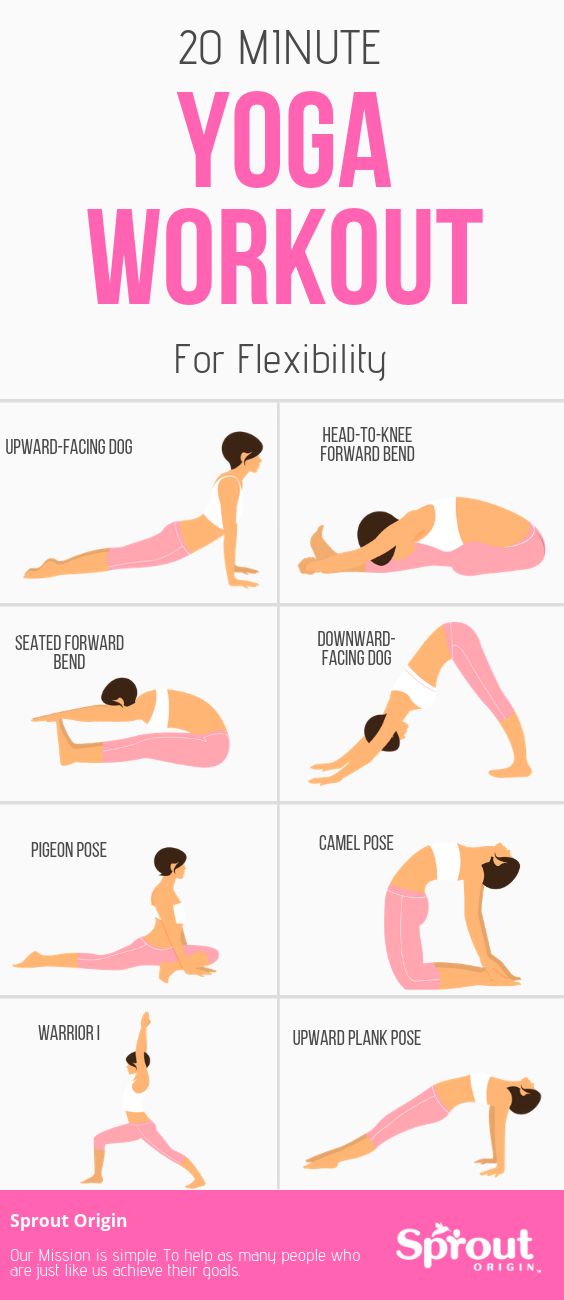 20 MINUTE
YOGA
WORKOUT
For Flexibility
UPWARD-FACING DOG
HEAD-TO-KNEE
FORWARD BEND
SEATED FORWARD
BEND
DOWNWARD-
FACING DOG
PIGEON POSE
CAMEL POSE
WARRIOR I
UPWARD PLANK POSE
Sprout Origin
Our Mission is simple. To help as many people who
are just like us achieve their goals.
Sprout
ORIGIN™